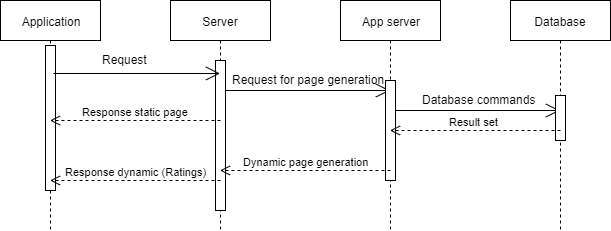 Application
Server
App server
Database
Request
Request for page generation
Database commands
Response static page
Result set
Dynamic page generation
Response dynamic (Ratings)